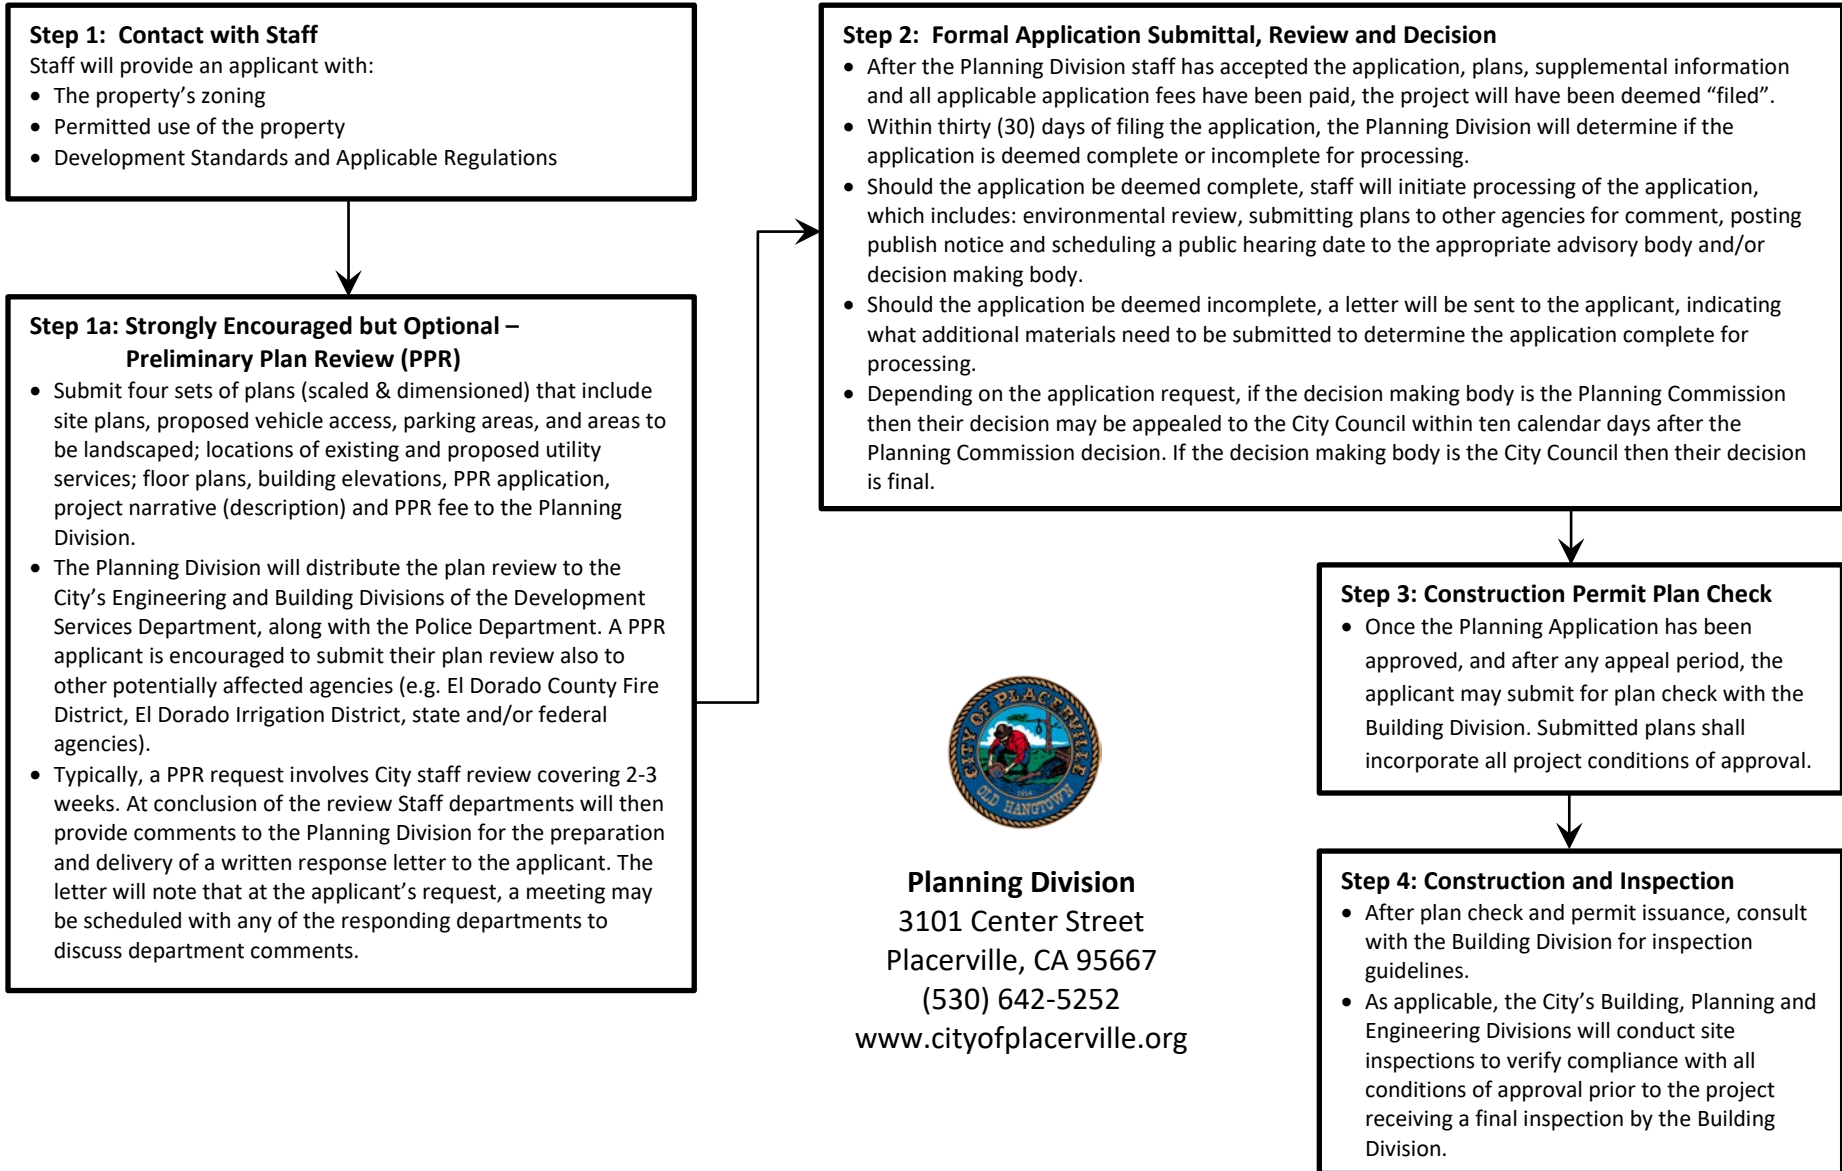 Step 1:  Contact with Staff
Staff will provide an applicant with:
• The property's zoning
• Permitted use of the property
• Development Standards and Applicable Regulations
Step 1a: Strongly Encouraged but Optional –
Preliminary Plan Review (PPR)
• Submit four sets of plans (scaled & dimensioned) that include
site plans, proposed vehicle access, parking areas, and areas to
be landscaped; locations of existing and proposed utility
services; floor plans, building elevations, PPR application,
project narrative (description) and PPR fee to the Planning
Division.
• The Planning Division will distribute the plan review to the
City's Engineering and Building Divisions of the Development
Services Department, along with the Police Department. A PPR
applicant is encouraged to submit their plan review also to
other potentially affected agencies (e.g. El Dorado County Fire
District, El Dorado Irrigation District, state and/or federal
agencies).
• Typically, a PPR request involves City staff review covering 2-3
weeks. At conclusion of the review Staff departments will then
provide comments to the Planning Division for the preparation
and delivery of a written response letter to the applicant. The
letter will note that at the applicant's request, a meeting may
be scheduled with any of the responding departments to
discuss department comments.
Step 2:  Formal Application Submittal, Review and Decision
• After the Planning Division staff has accepted the application, plans, supplemental information
and all applicable application fees have been paid, the project will have been deemed “filed”.
• Within thirty (30) days of filing the application, the Planning Division will determine if the
application is deemed complete or incomplete for processing.
• Should the application be deemed complete, staff will initiate processing of the application,
which includes: environmental review, submitting plans to other agencies for comment, posting
publish notice and scheduling a public hearing date to the appropriate advisory body and/or
decision making body.
• Should the application be deemed incomplete, a letter will be sent to the applicant, indicating
what additional materials need to be submitted to determine the application complete for
processing.
• Depending on the application request, if the decision making body is the Planning Commission
then their decision may be appealed to the City Council within ten calendar days after the
Planning Commission decision. If the decision making body is the City Council then their decision
is final.
Step 3: Construction Permit Plan Check
• Once the Planning Application has been
approved, and after any appeal period, the
applicant may submit for plan check with the
Building Division. Submitted plans shall
incorporate all project conditions of approval.
Step 4: Construction and Inspection
• After plan check and permit issuance, consult
with the Building Division for inspection
guidelines.
• As applicable, the City's Building, Planning and
Engineering Divisions will conduct site
inspections to verify compliance with all
conditions of approval prior to the project
receiving a final inspection by the Building
Division.
CITY OF PLACERVILLE
OLD HANGTOWN
Planning Division
3101 Center Street
Placerville, CA 95667
(530) 642-5252
www.cityofplacerville.org